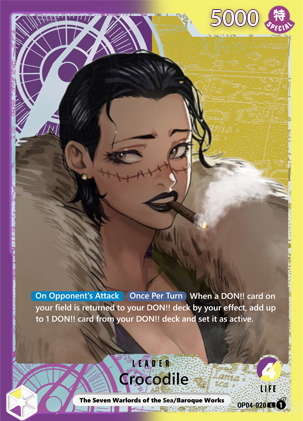 5000 特
SPECIAL
On Opponent's Attack Once Per Turn When a DON!! card on
your field is returned to your DON!! deck by your effect, add up
to 1 DON!! card from your DON!! deck and set it as active.
LEADER
Crocodile
4
LIFE
The Seven Warlords of the Sea/Baroque Works
OP04-020 L 1